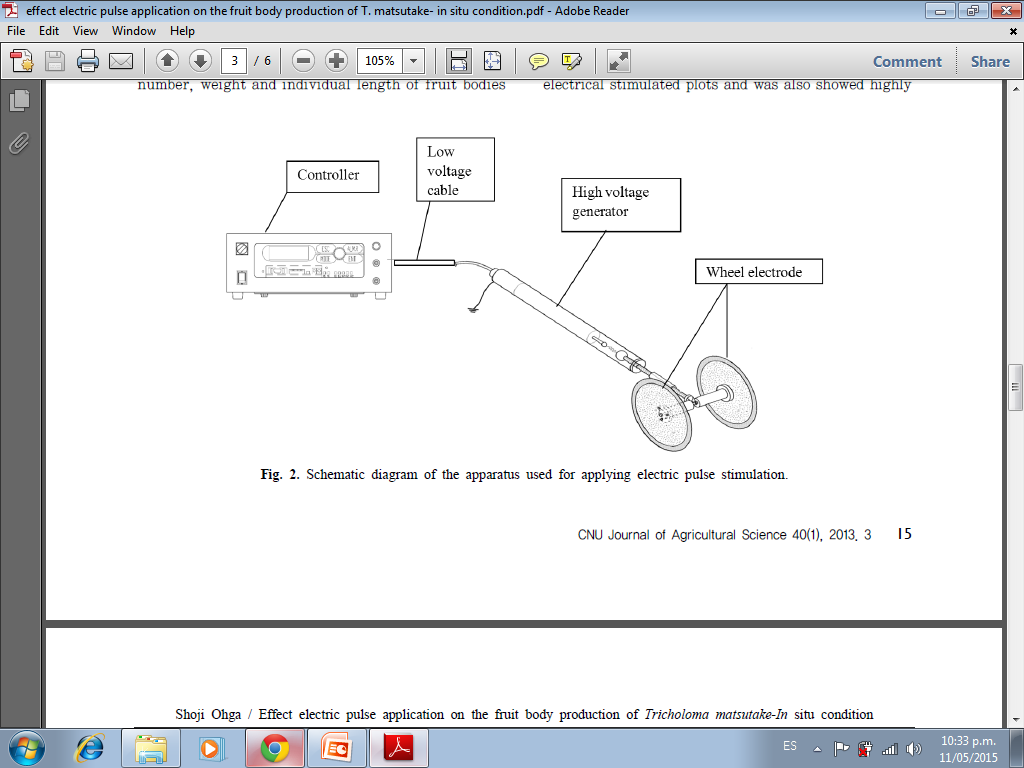 effect electric pulse application on the fruit body production of T. matsutake- in situ condition.pdf - Adobe Reader
File Edit View Window Help
3 / 6 105% Comment Share
number, weight and individual length of fruit bodies
electrical stimulated plots and was also showed highly
Controller
Low
voltage
cable
High voltage
generator
Wheel electrode
Fig. 2. Schematic diagram of the apparatus used for applying electric pulse stimulation.
CNU Journal of Agricultural Science 40(1), 2013. 3 15
Shoji Ohga / Effect electric pulse application on the fruit body production of Tricholoma matsutake-In situ condition
ES
10:33 p.m.
11/05/2015